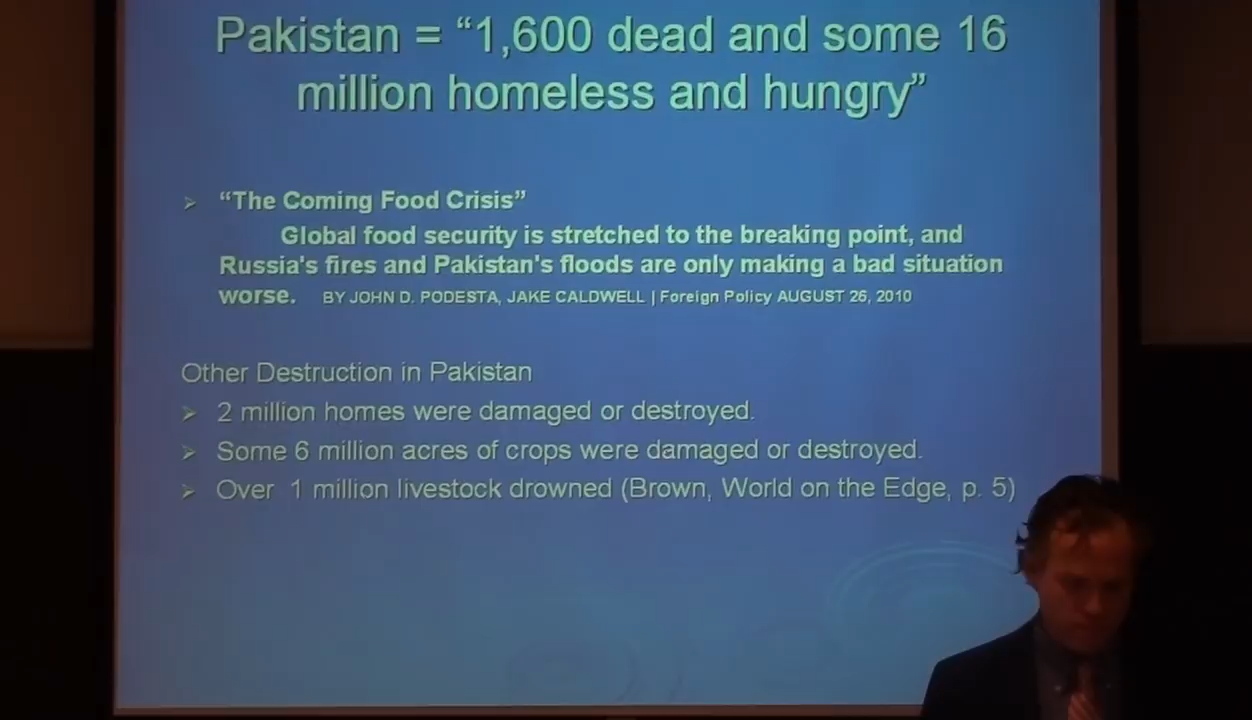 Pakistan = “1,600 dead and some 16
million homeless and hungry”
➢ “The Coming Food Crisis”
Global food security is stretched to the breaking point, and
Russia's fires and Pakistan's floods are only making a bad situation
worse. BY JOHN D. PODESTA, JAKE CALDWELL | Foreign Policy AUGUST 26, 2010
Other Destruction in Pakistan
➢ 2 million homes were damaged or destroyed.
➢ Some 6 million acres of crops were damaged or destroyed.
➢ Over 1 million livestock drowned (Brown, World on the Edge, p. 5)